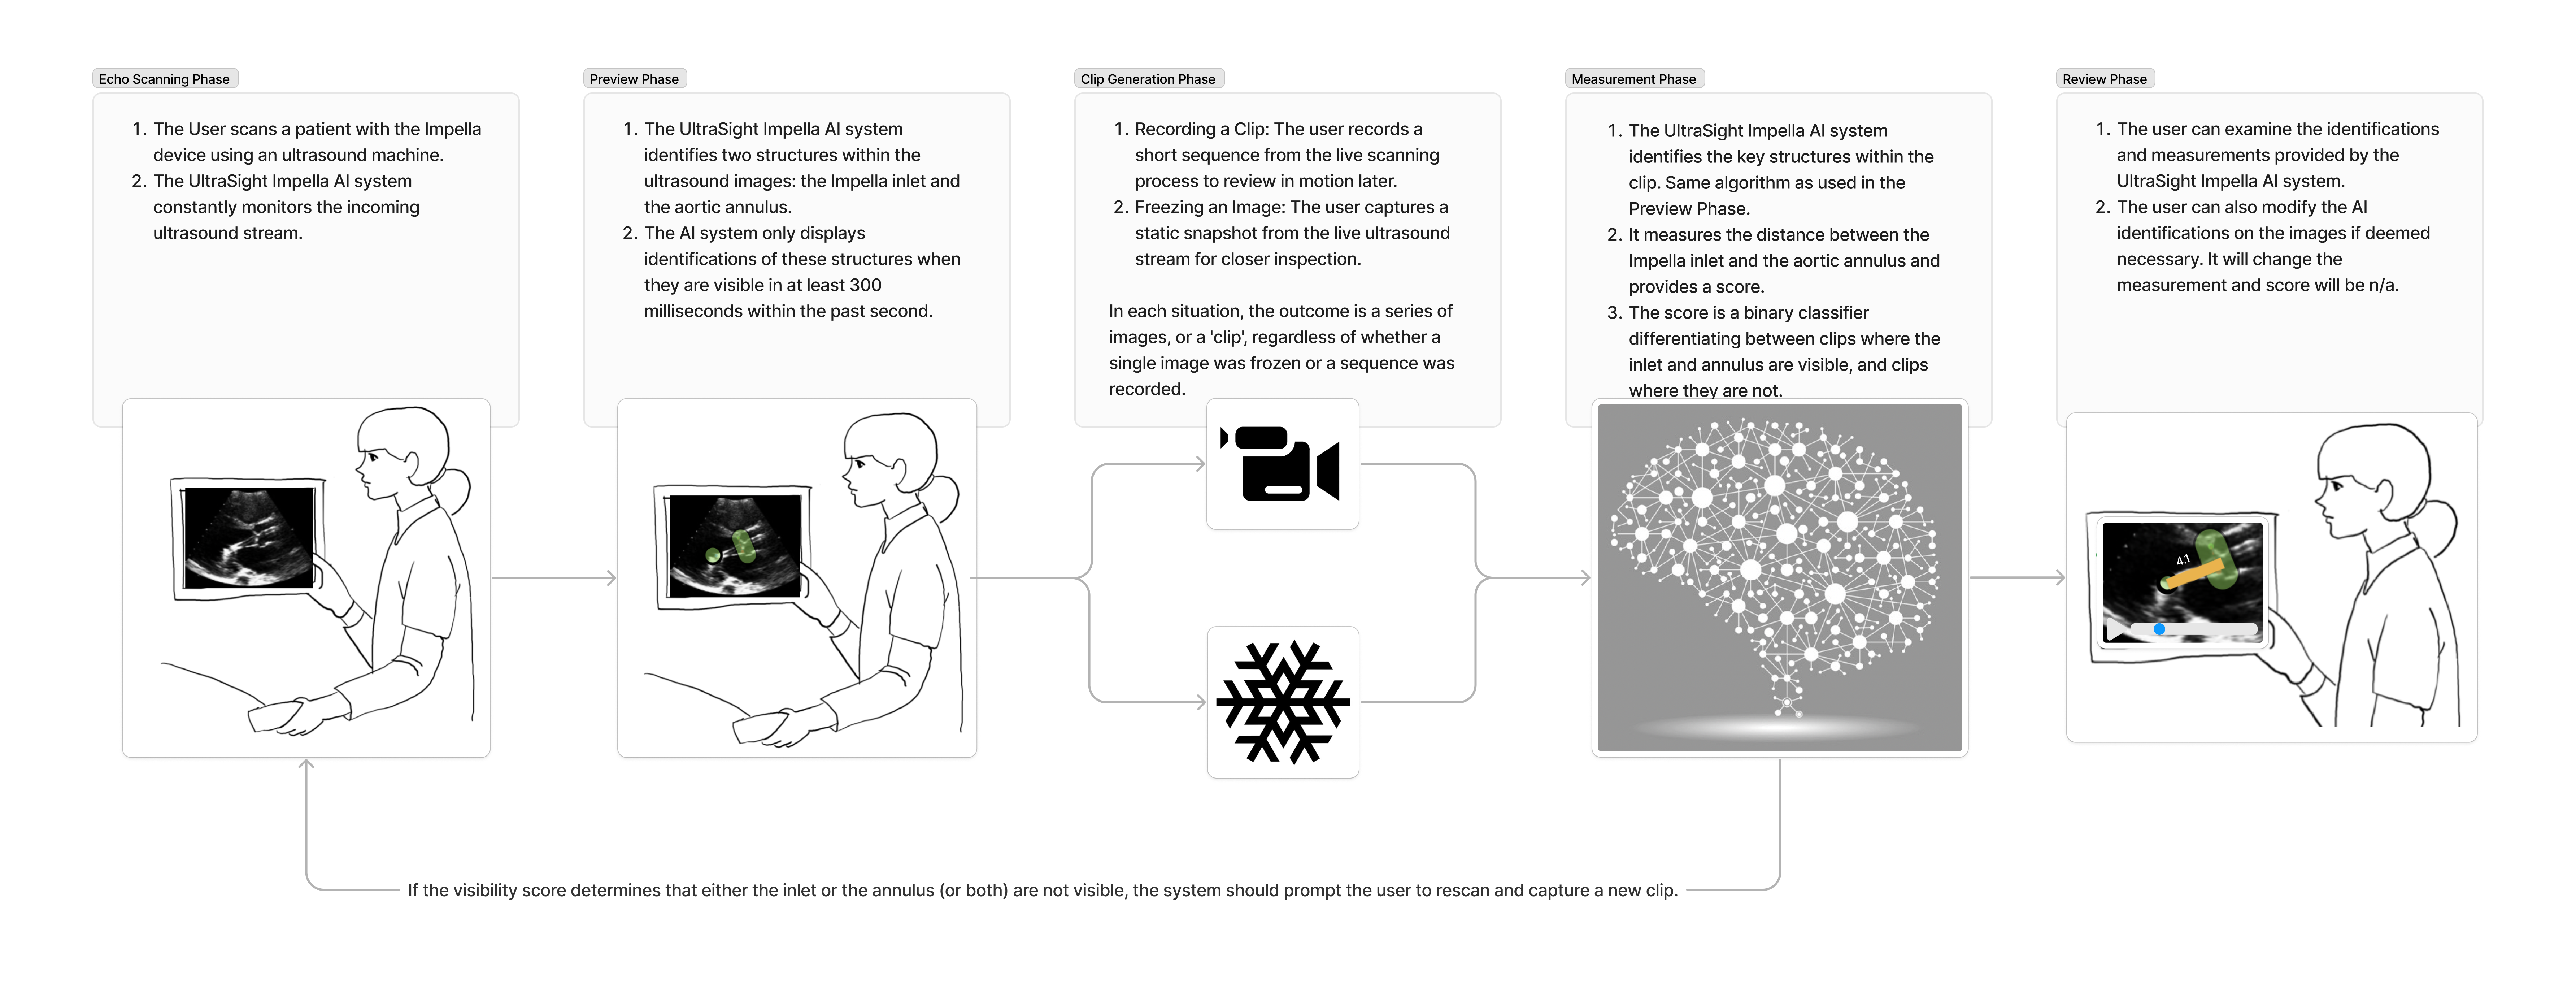 Echo Scanning Phase
1. The User scans a patient with the Impella
device using an ultrasound machine.
2. The UltraSight Impella AI system
constantly monitors the incoming
ultrasound stream.
Preview Phase
1. The UltraSight Impella AI system
identifies two structures within the
ultrasound images: the Impella inlet and
the aortic annulus.
2. The AI system only displays
identifications of these structures when
they are visible in at least 300
milliseconds within the past second.
Clip Generation Phase
1. Recording a Clip: The user records a
short sequence from the live scanning
process to review in motion later.
2. Freezing an Image: The user captures a
static snapshot from the live ultrasound
stream for closer inspection.
In each situation, the outcome is a series of
images, or a 'clip', regardless of whether a
single image was frozen or a sequence was
recorded.
Measurement Phase
1. The UltraSight Impella AI system
identifies the key structures within the
clip. Same algorithm as used in the
Preview Phase.
2. It measures the distance between the
Impella inlet and the aortic annulus and
provides a score.
3. The score is a binary classifier
differentiating between clips where the
inlet and annulus are visible, and clips
where they are not.
Review Phase
1. The user can examine the identifications
and measurements provided by the
UltraSight Impella AI system.
2. The user can also modify the AI
identifications on the images if deemed
necessary. It will change the
measurement and score will be n/a.
4.1
If the visibility score determines that either the inlet or the annulus (or both) are not visible, the system should prompt the user to rescan and capture a new clip.